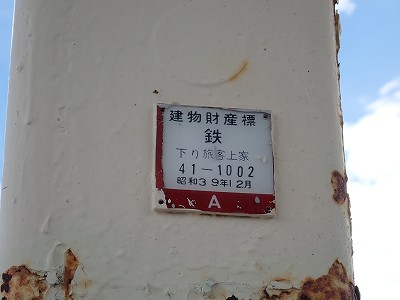 建物財産標
鉄
下り旅客上家
41-1002
昭和39年12月
A